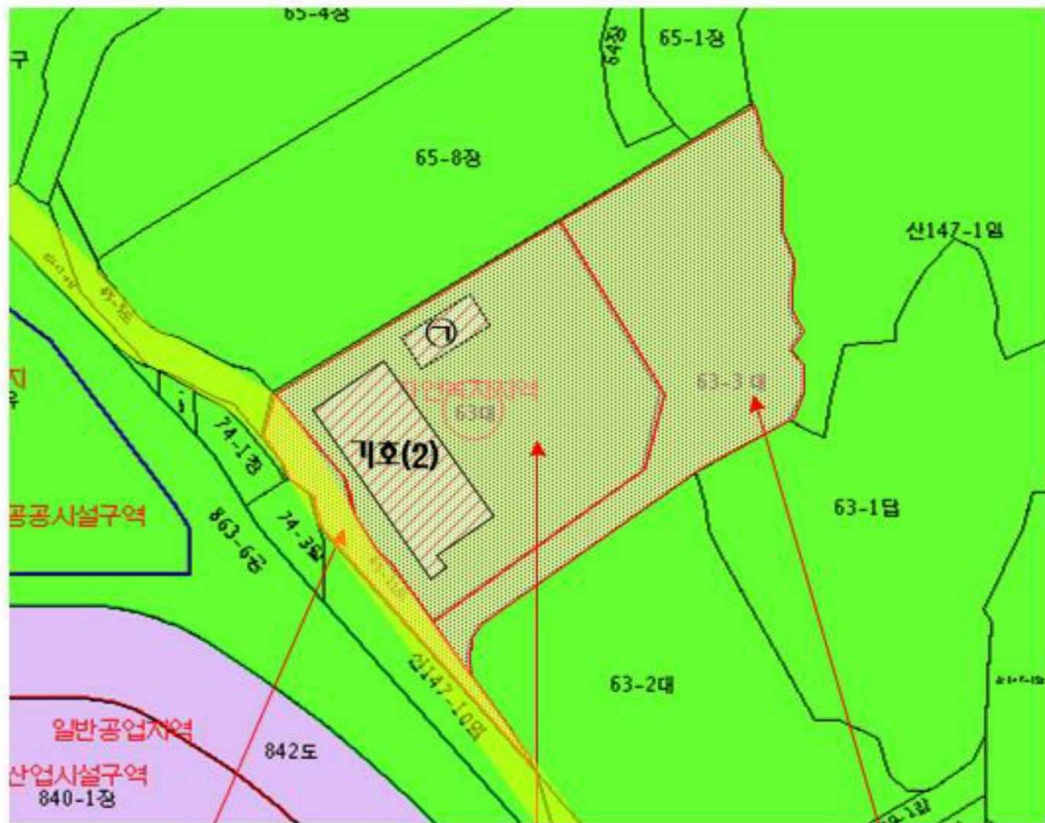 65-4장
64장
65-1장
구
65-8장
산147-1임
㉠
63-3대
63대
기호(2)
지
74-1장
공공시설구역
863-6공
74-3임
63-1답
산147-10임
63-2대
일반공업지역
842도
산업시설구역
840-1장